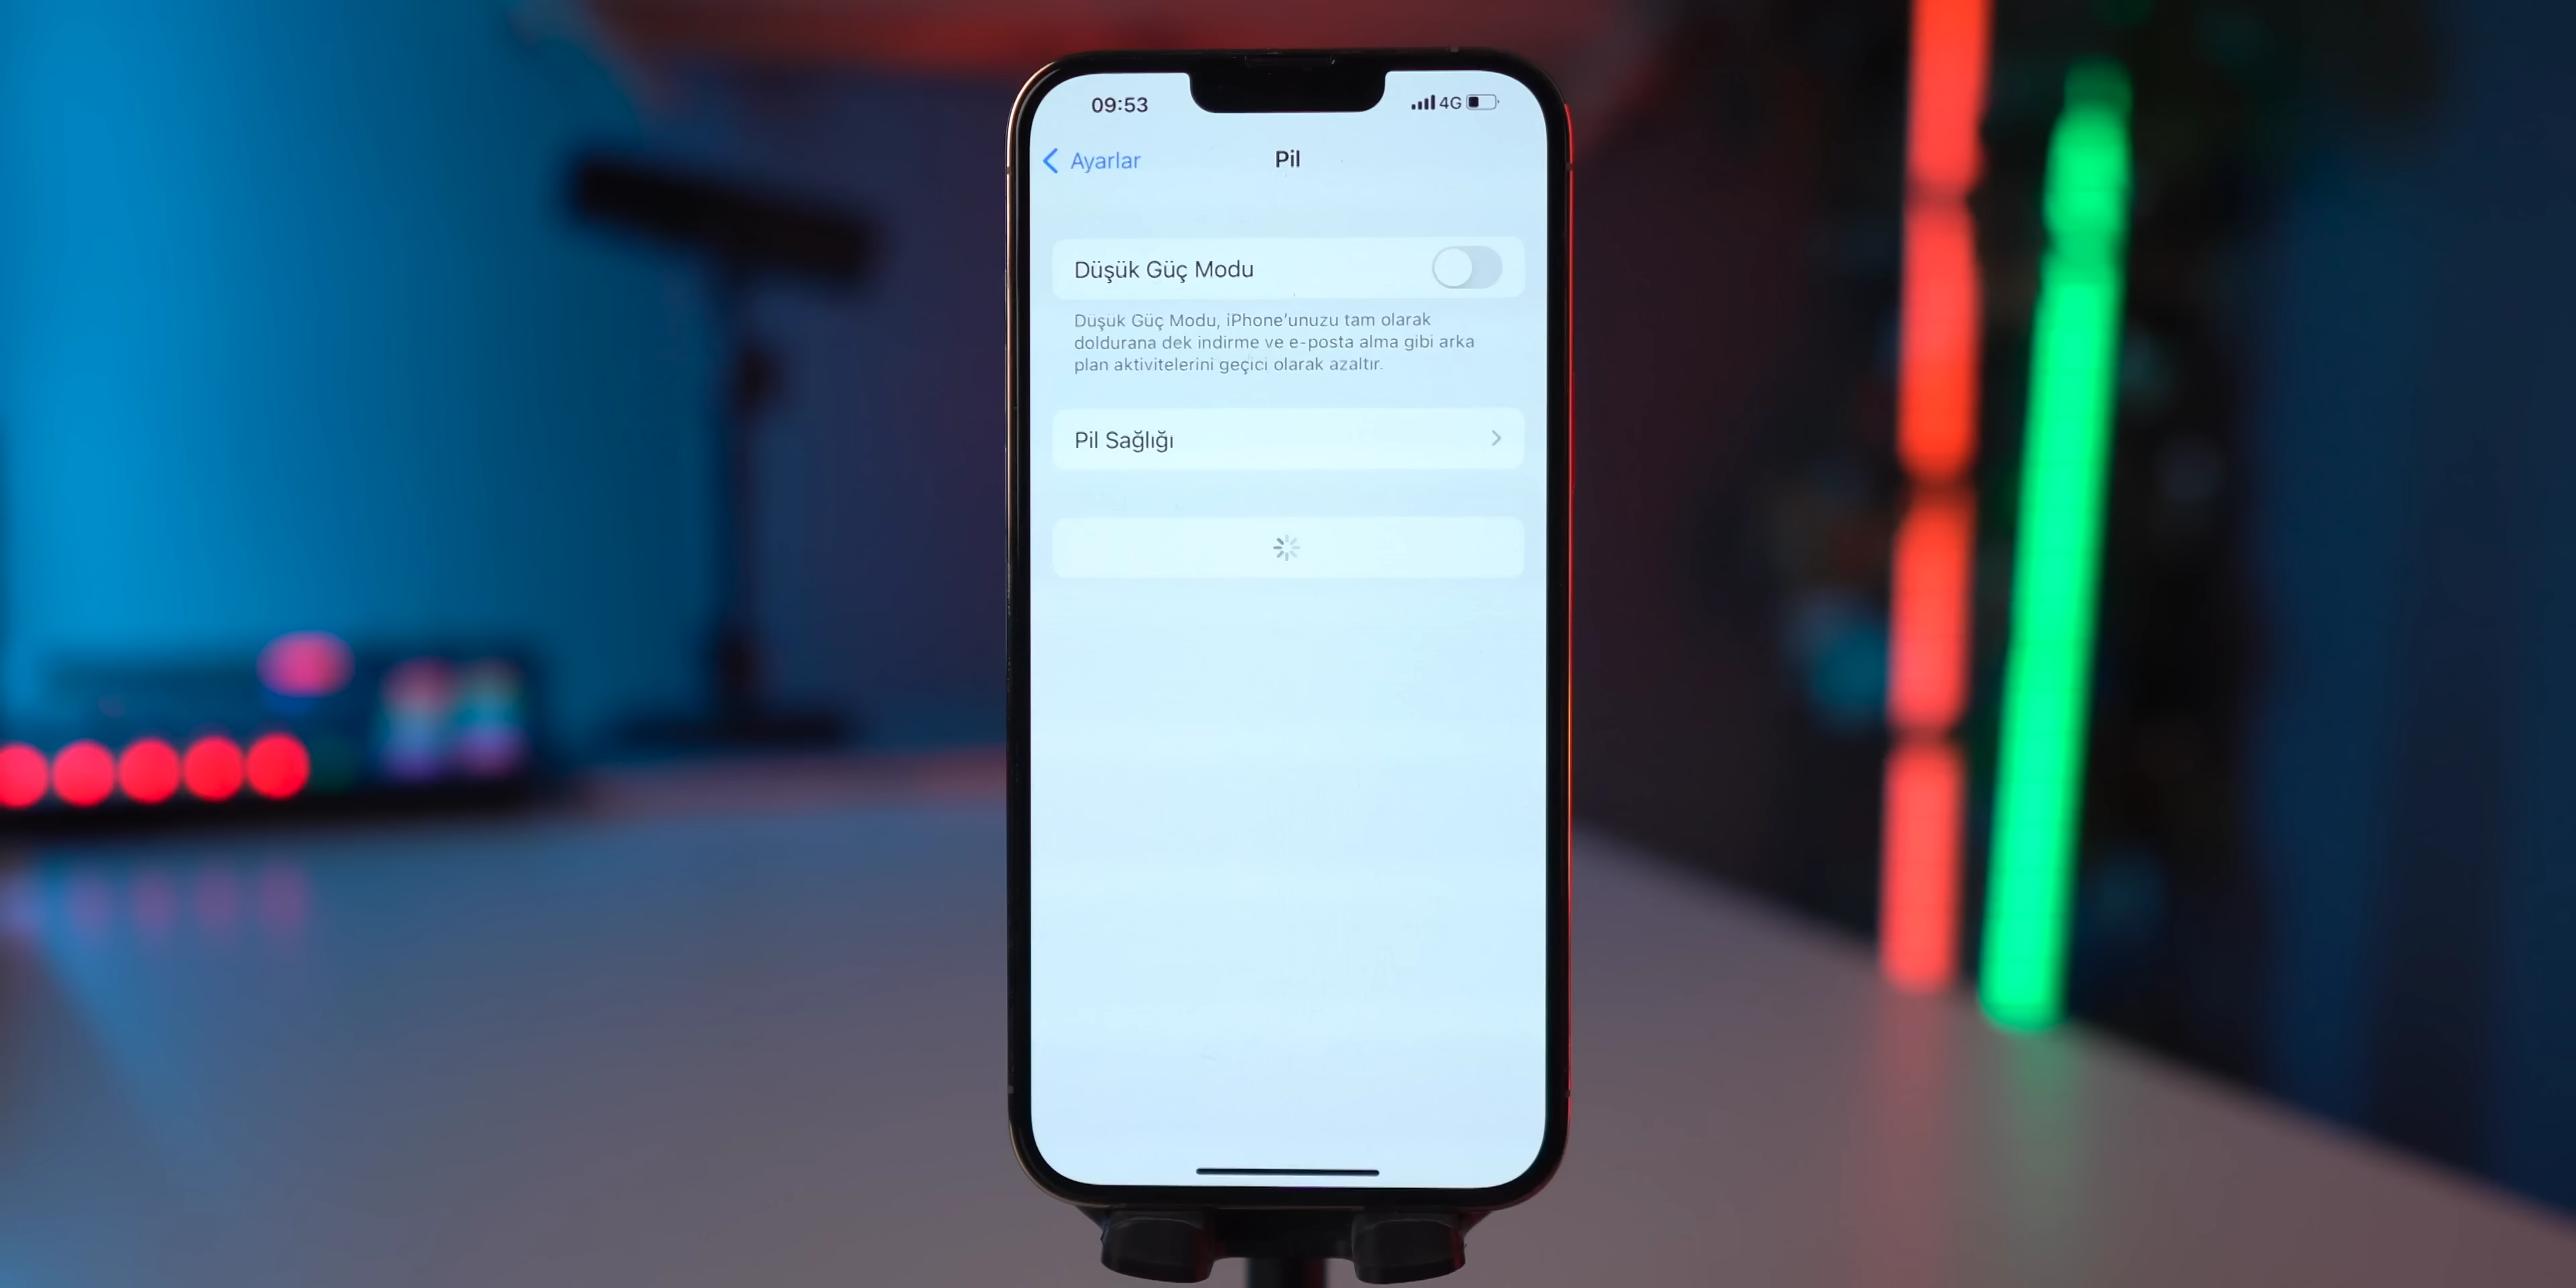 09:53
4G
Ayarlar
Pil
Düşük Güç Modu
Düşük Güç Modu, iPhone’unuzu tam olarak
doldurana dek indirme ve e-posta alma gibi arka
plan aktivitelerini geçici olarak azaltır.
Pil Sağlığı